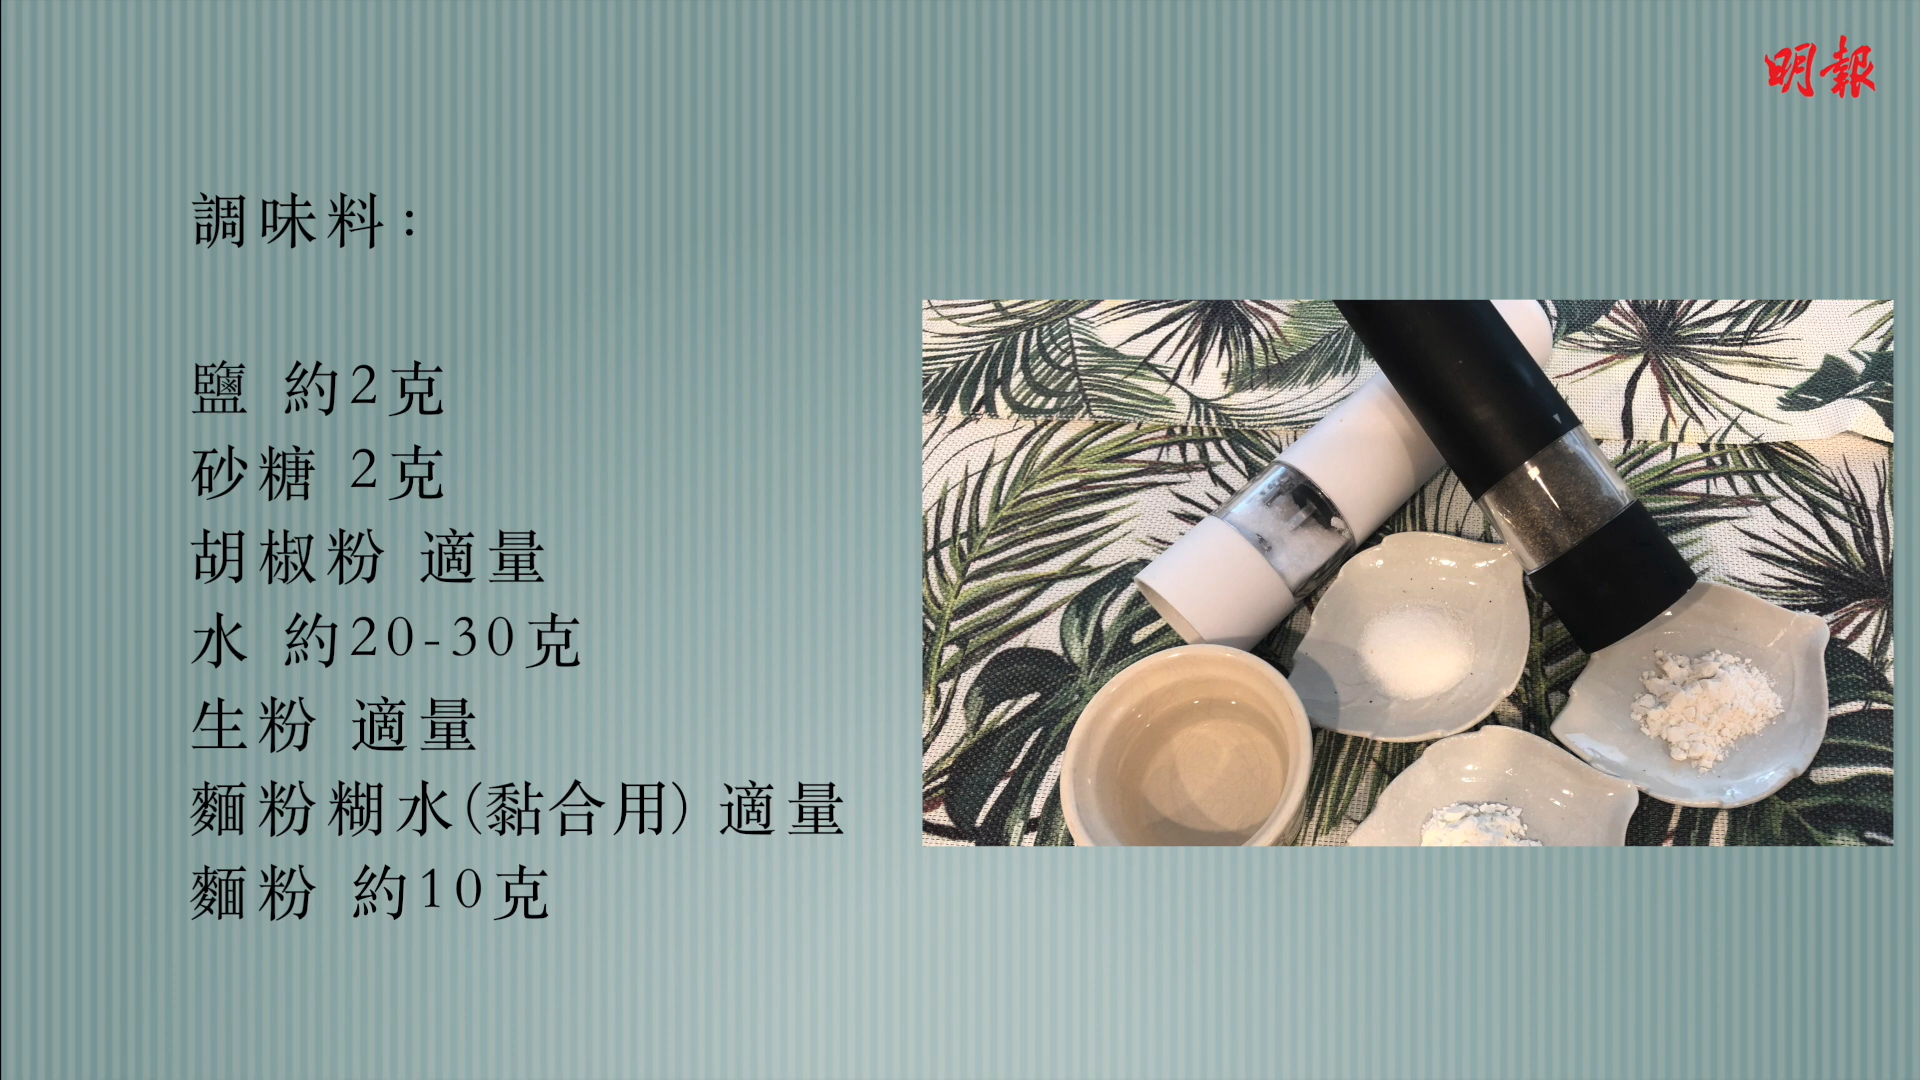 明報
調味料：
鹽 約2克
砂糖 2克
胡椒粉 適量
水 約20-30克
生粉 適量
麵粉糊水(黏合用) 適量
麵粉 約10克